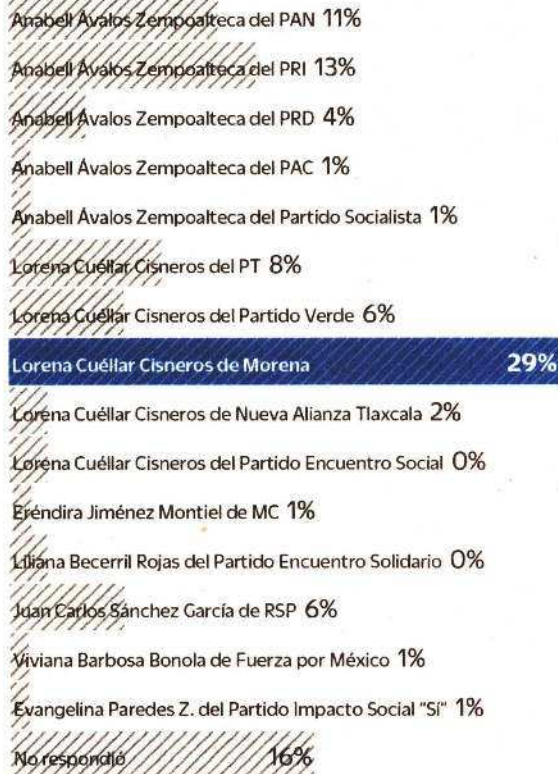 Anabell Ávalos Zempoalteca del PAN 11%
Anabell Ávalos Zempoalteca del PRI 13%
Anabell Ávalos Zempoalteca del PRD 4%
Anabell Ávalos Zempoalteca del PAC 1%
Anabell Ávalos Zempoalteca del Partido Socialista 1%
Lorena Cuéllar Cisneros del PT 8%
Lorena Cuéllar Cisneros del Partido Verde 6%
Lorena Cuéllar Cisneros de Morena 29%
Lorena Cuéllar Cisneros de Nueva Alianza Tlaxcala 2%
Lorena Cuéllar Cisneros del Partido Encuentro Social 0%
Eréndira Jiménez Montiel de MC 1%
Liliana Becerril Rojas del Partido Encuentro Solidario 0%
Juan Carlos Sánchez García de RSP 6%
Viviana Barbosa Bonola de Fuerza por México 1%
Evangelina Paredes Z. del Partido Impacto Social "Sí" 1%
No respondió 16%